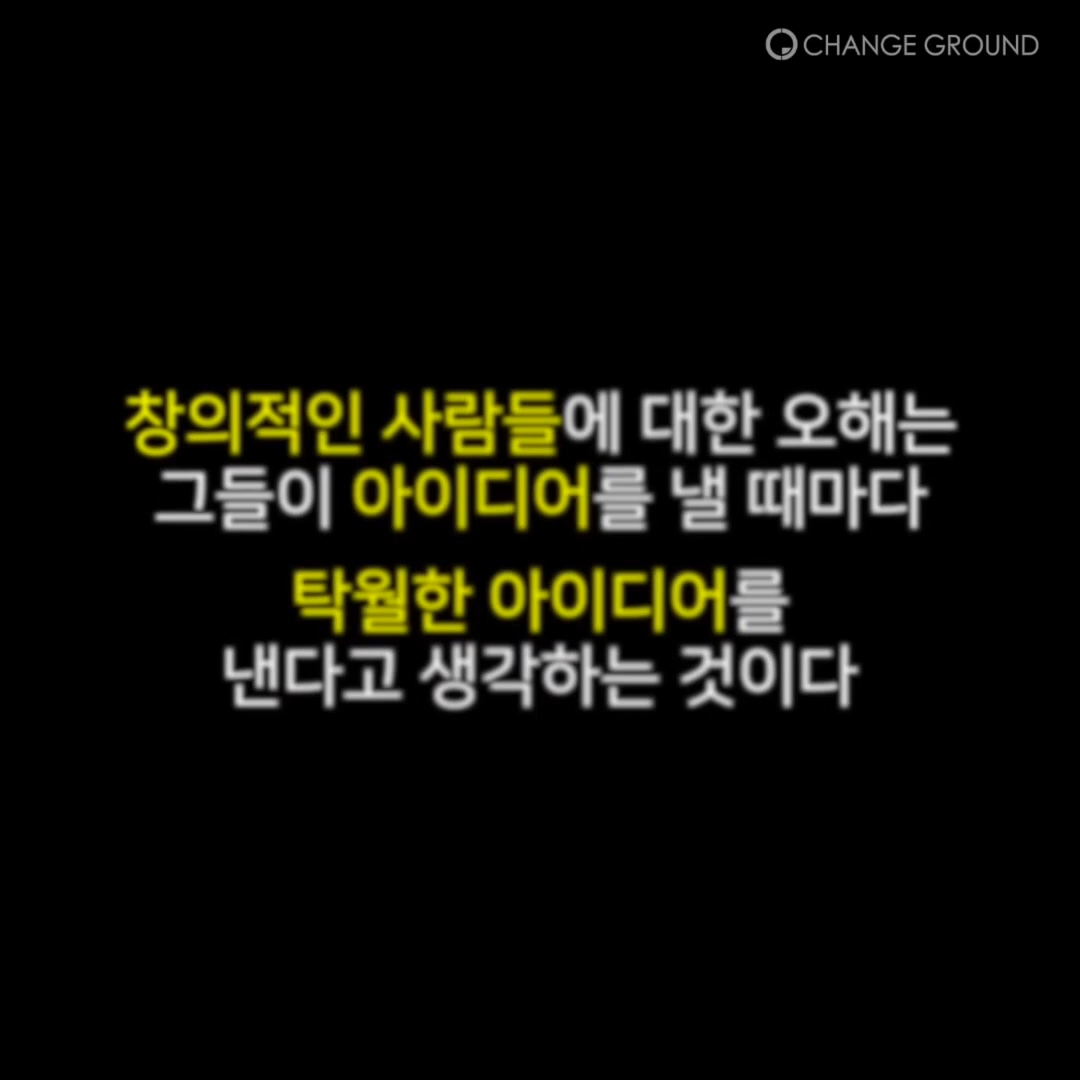 CHANGE GROUND
창의적인 사람들에 대한 오해는
그들이 아이디어를 낼 때마다
탁월한 아이디어를
낸다고 생각하는 것이다